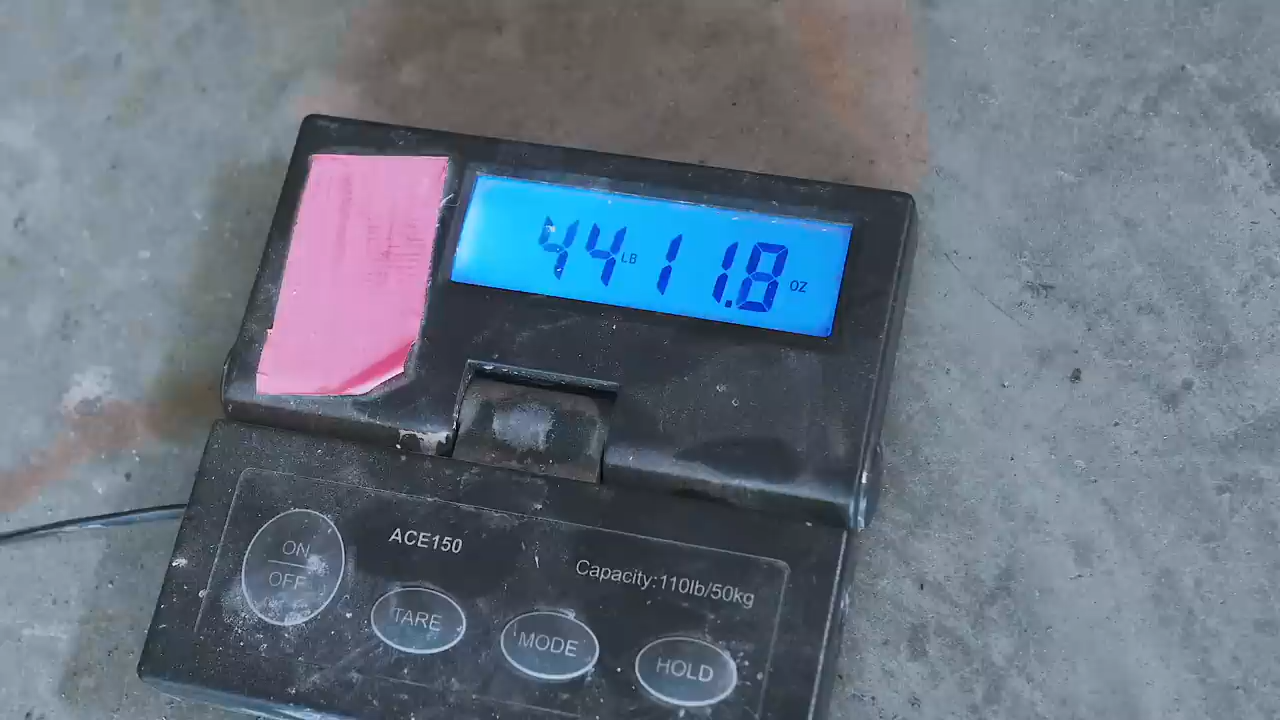 44 LB 11.8 OZ
ON
OFF
ACE150
Capacity:110lb/50kg
TARE
MODE
HOLD